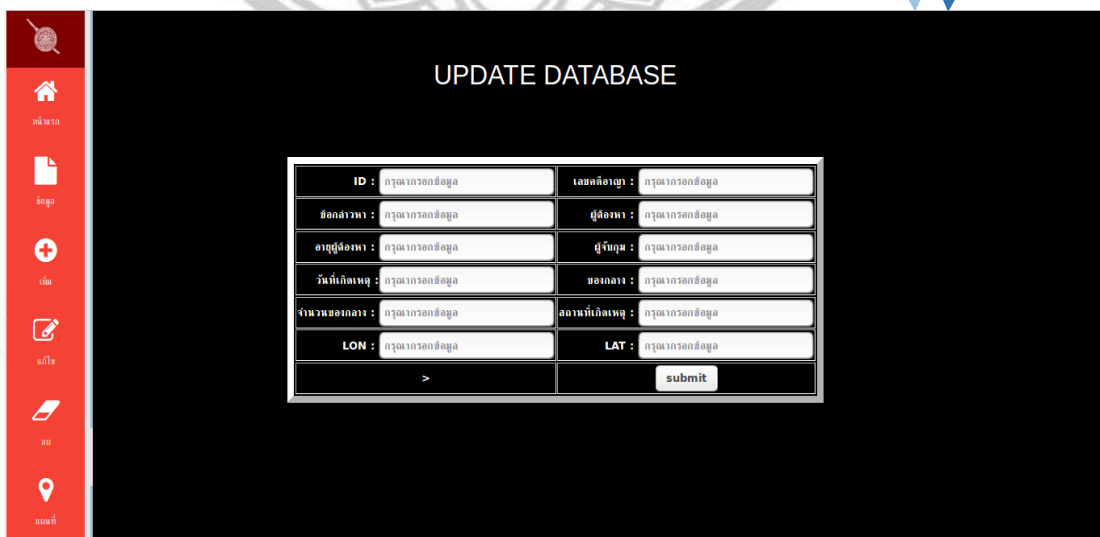 UPDATE DATABASE
หน้าแรก
ข้อมูล
เพิ่ม
แก้ไข
ลบ
แผนที่
ID : กรุณากรอกข้อมูล เลขคดีอาญา : กรุณากรอกข้อมูล
ข้อกล่าวหา : กรุณากรอกข้อมูล ผู้ต้องหา : กรุณากรอกข้อมูล
อายุผู้ต้องหา : กรุณากรอกข้อมูล ผู้จับกุม : กรุณากรอกข้อมูล
วันที่เกิดเหตุ : กรุณากรอกข้อมูล ของกลาง : กรุณากรอกข้อมูล
จำนวนของกลาง : กรุณากรอกข้อมูล สถานที่เกิดเหตุ : กรุณากรอกข้อมูล
LON : กรุณากรอกข้อมูล LAT : กรุณากรอกข้อมูล
> submit